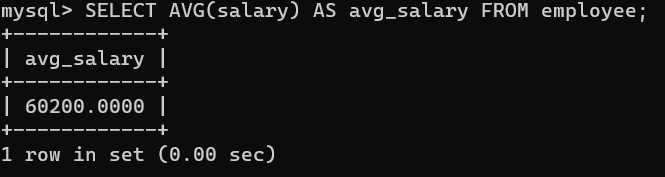 mysql> SELECT AVG(salary) AS avg_salary FROM employee;
+------------+
| avg_salary |
+------------+
| 60200.0000 |
+------------+
1 row in set (0.00 sec)